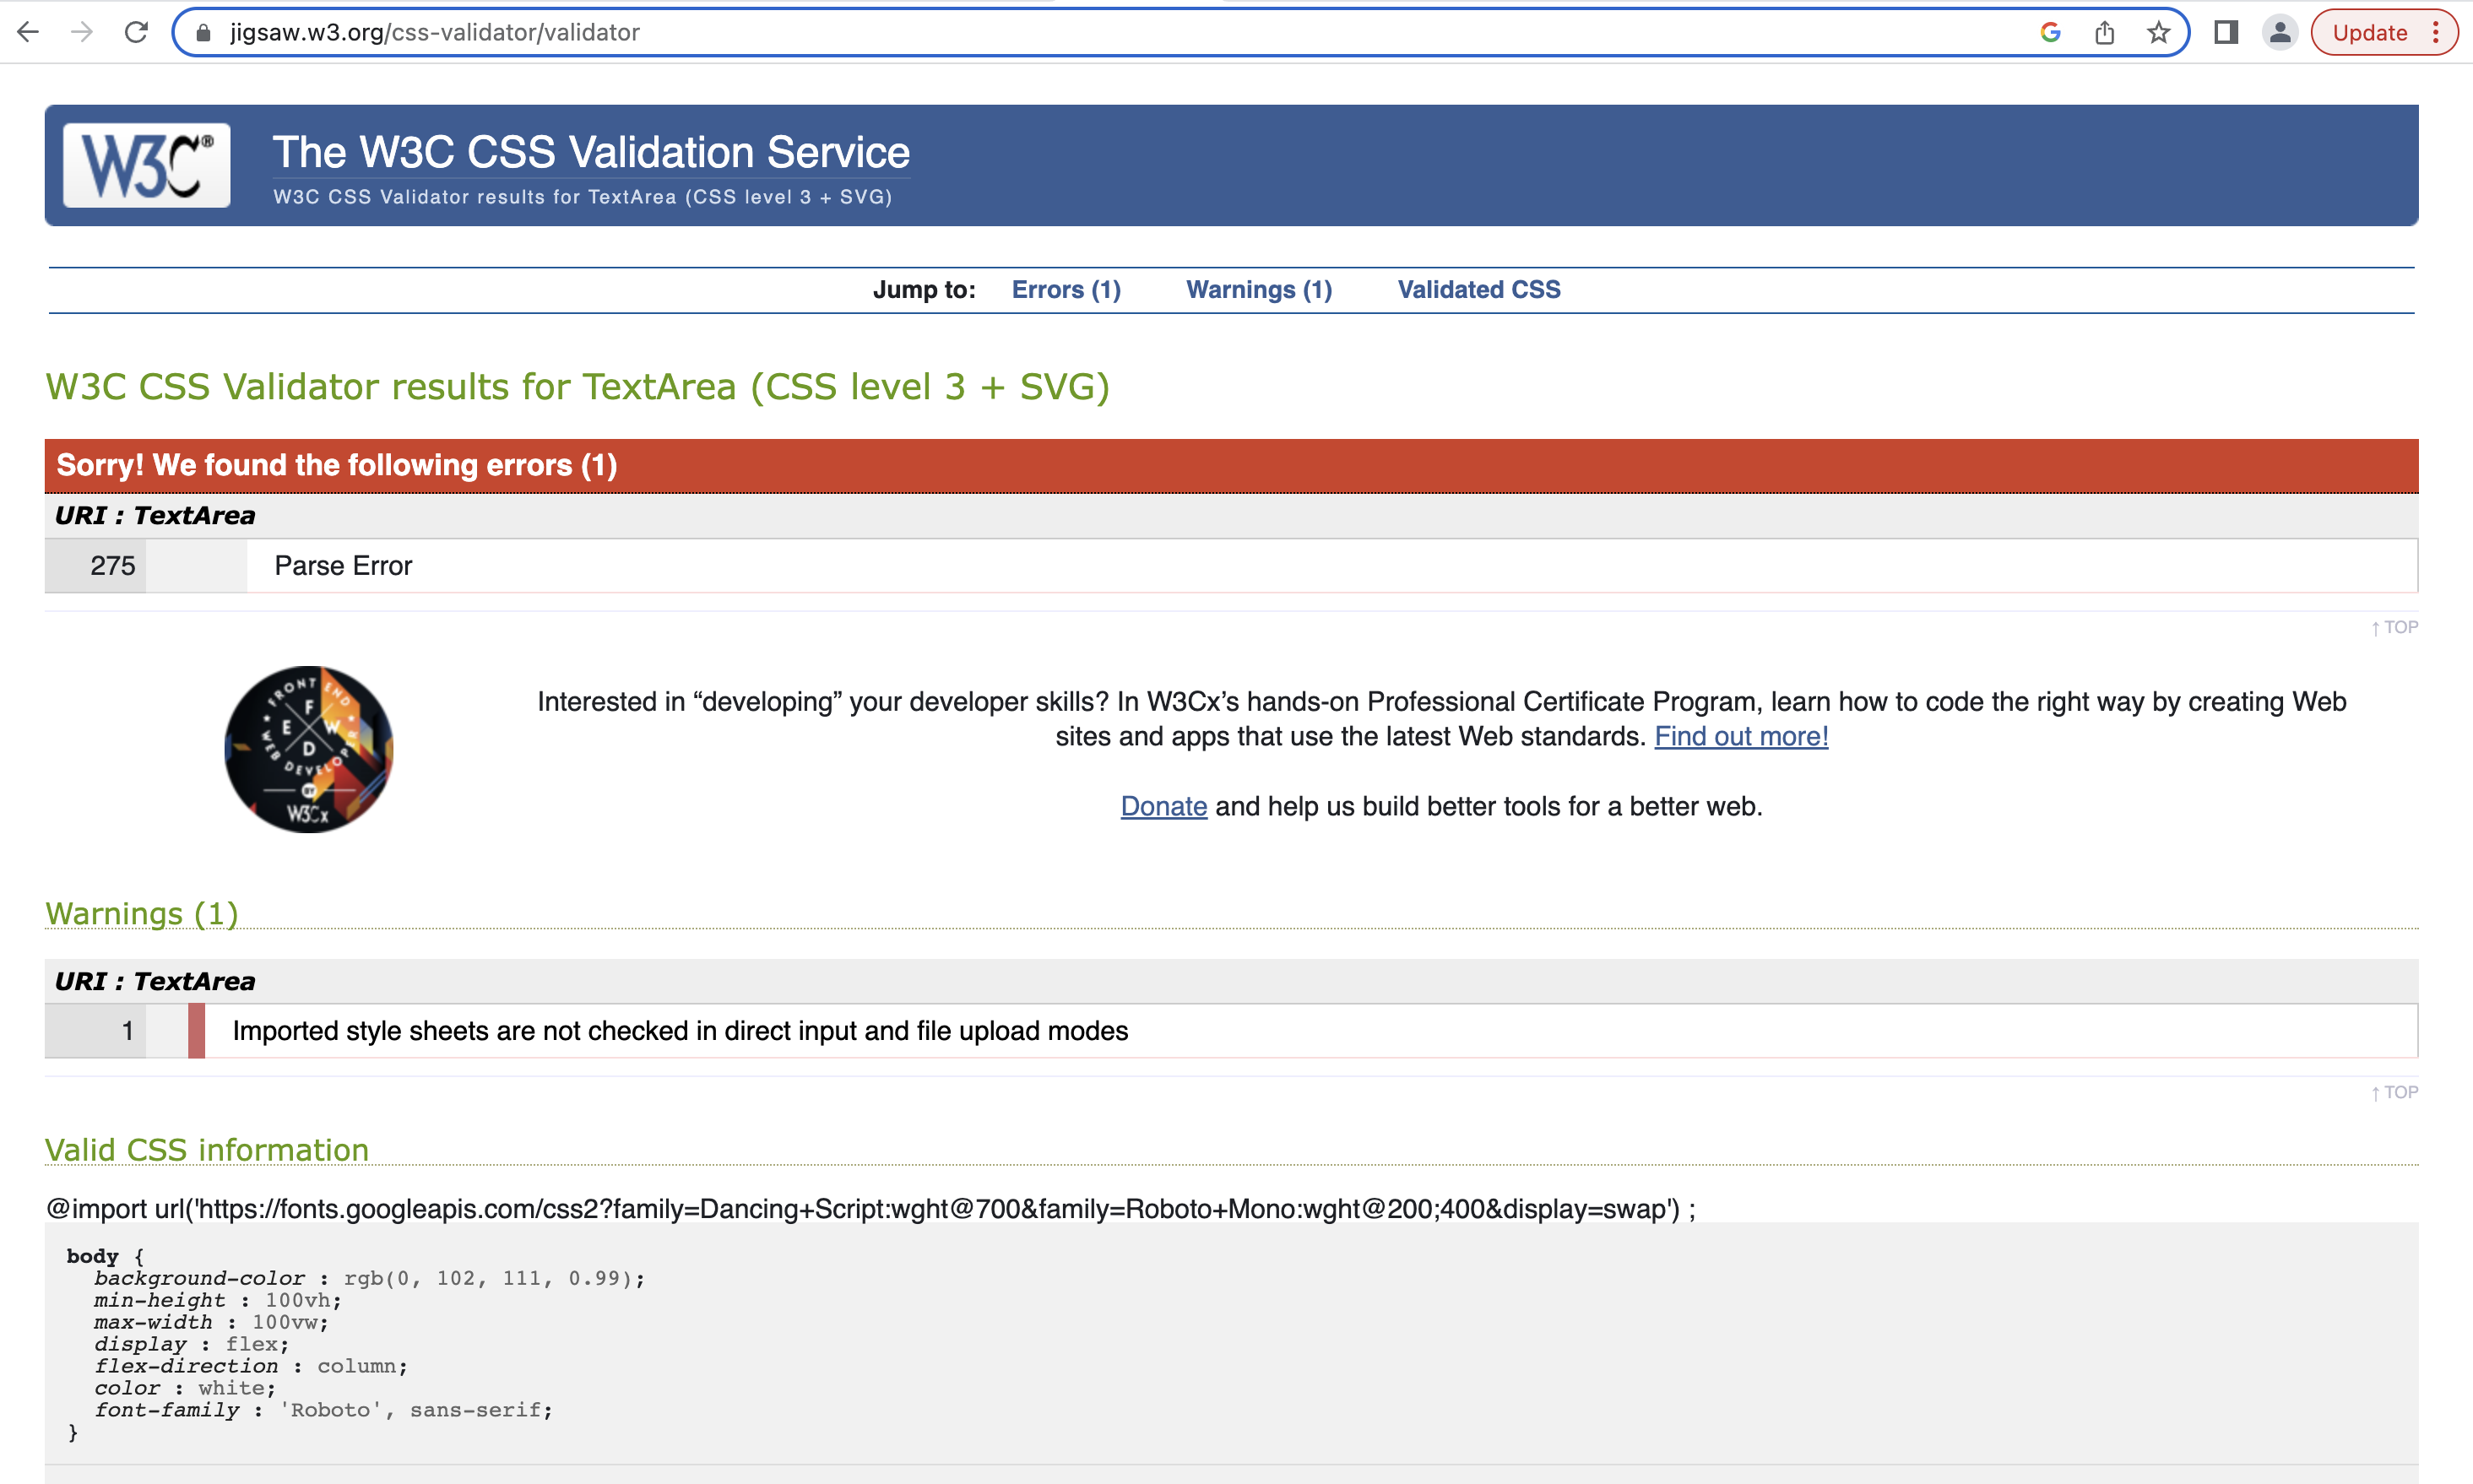 jigsaw.w3.org/css-validator/validator
Update
W3C®
The W3C CSS Validation Service
W3C CSS Validator results for TextArea (CSS level 3 + SVG)
Jump to: Errors (1) Warnings (1) Validated CSS
W3C CSS Validator results for TextArea (CSS level 3 + SVG)
Sorry! We found the following errors (1)
URI : TextArea
275 Parse Error
↑ TOP
FRONT END
F
E W
D
WEB DEVELOPER
BY
W3Cx
Interested in “developing” your developer skills? In W3Cx’s hands-on Professional Certificate Program, learn how to code the right way by creating Web
sites and apps that use the latest Web standards. Find out more!
Donate and help us build better tools for a better web.
Warnings (1)
URI : TextArea
1 Imported style sheets are not checked in direct input and file upload modes
↑ TOP
Valid CSS information
@import url('https://fonts.googleapis.com/css2?family=Dancing+Script:wght@700&family=Roboto+Mono:wght@200;400&display=swap') ;
body {
background-color : rgb(0, 102, 111, 0.99);
min-height : 100vh;
max-width : 100vw;
display : flex;
flex-direction : column;
color : white;
font-family : 'Roboto', sans-serif;
}